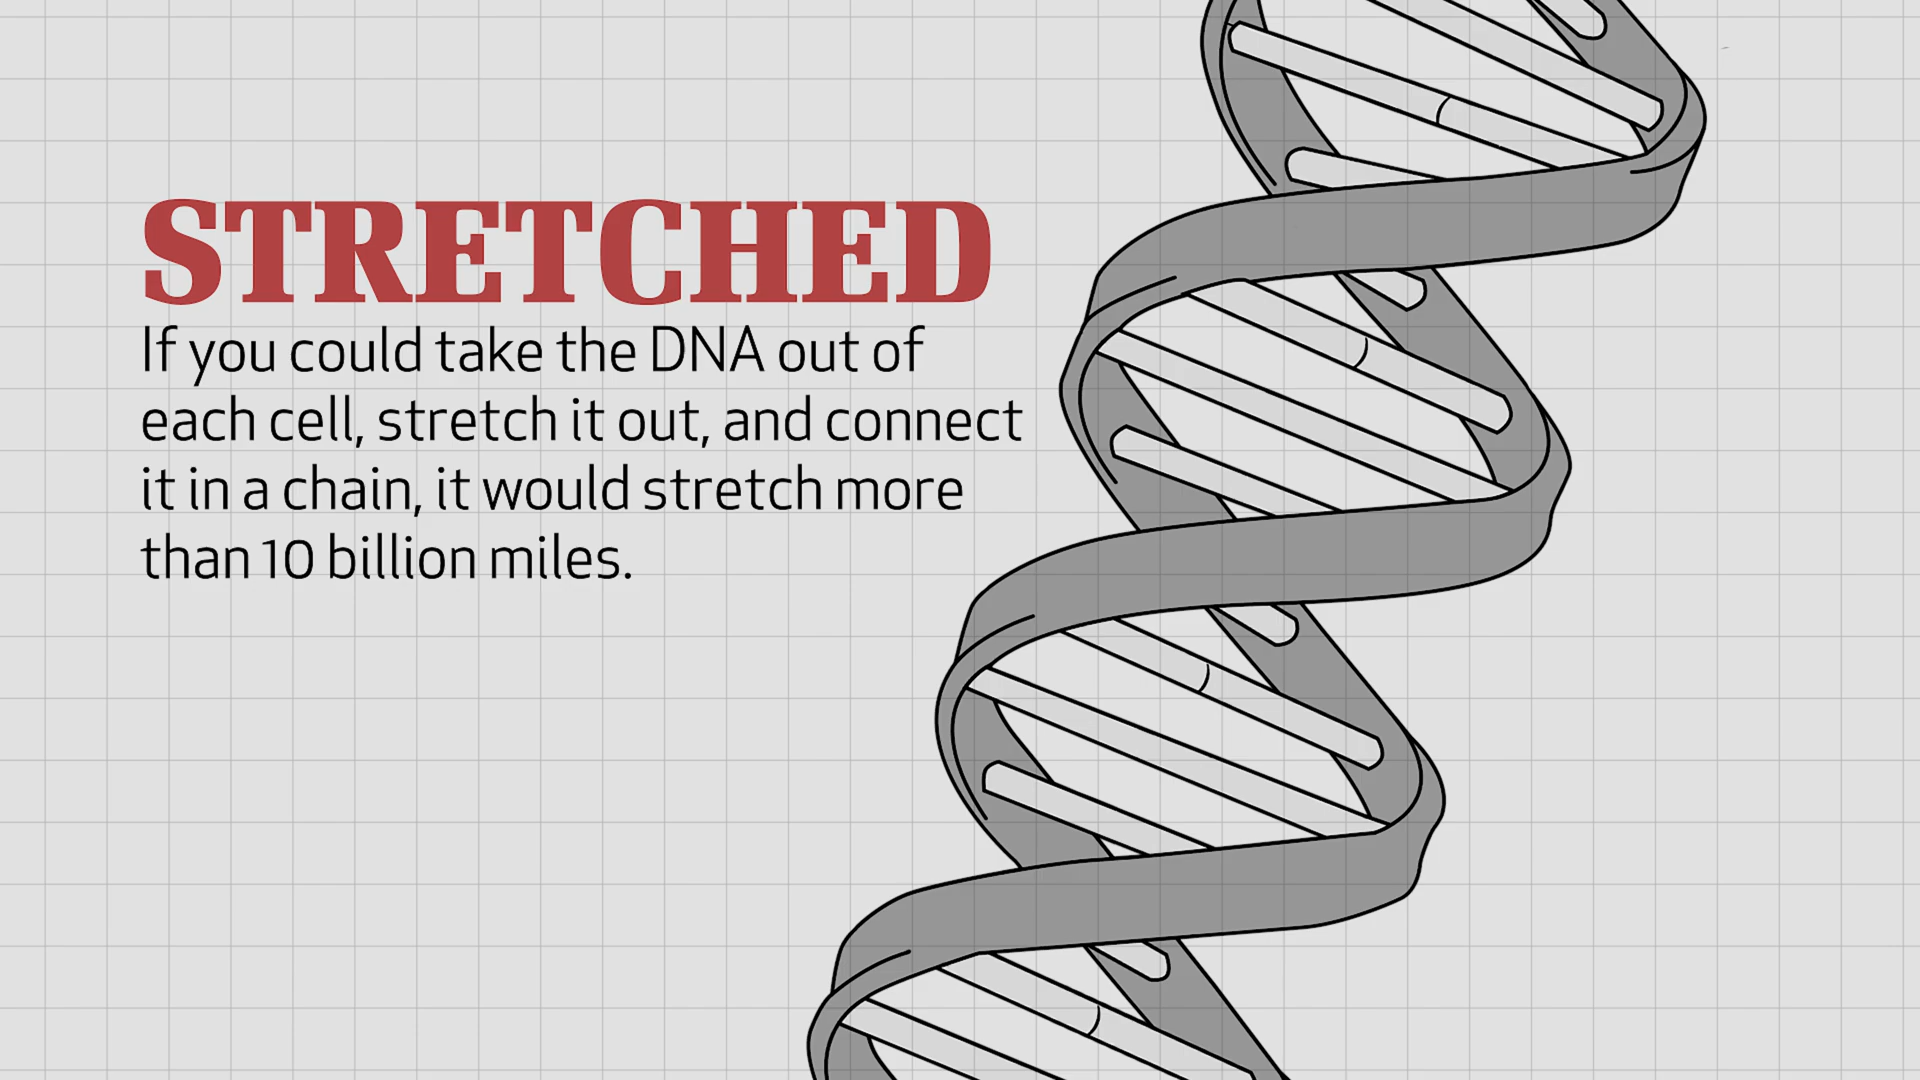 STRETCHED
If you could take the DNA out of
each cell, stretch it out, and connect
it in a chain, it would stretch more
than 10 billion miles.